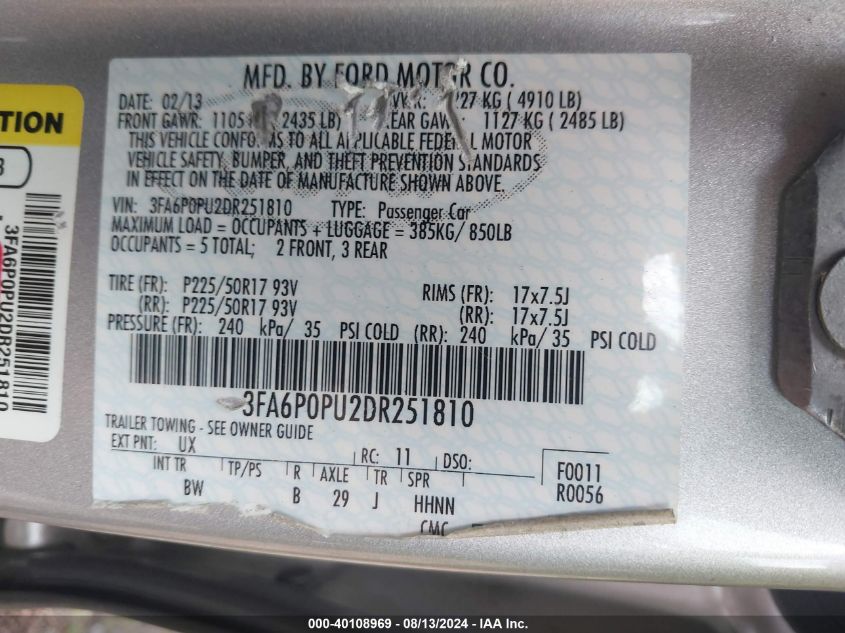 MFD. BY FORD MOTOR CO.
DATE: 02/13 27 KG ( 4910 LB)
FRONT GAWR: 1105 2435 LB) 1127 KG ( 2485 LB)
THIS VEHICLE TO ALL APPLICABLE MOTOR
VEHICLE SAFETY, BUMPER, AND THEFT PREVENTION STANDARDS
IN EFFECT ON THE DATE OF MANUFACTURE SHOWN ABOVE.
VIN: 3FA6P0PU2DR251810 TYPE: Passenger Car
MAXIMUM LOAD = OCCUPANTS + LUGGAGE = 385KG/ 850LB
OCCUPANTS = 5 TOTAL; 2 FRONT, 3 REAR
TIRE (FR): P225/50R17 93V RIMS (FR): 17x7.5J
(RR): P225/50R17 93V (RR): 17x7.5J
PRESSURE (FR): 240 kPa/ 35 PSI COLD (RR): 240 kPa/ 35 PSI COLD
3FA6P0PU2DR251810
TRAILER TOWING - SEE OWNER GUIDE
EXT PNT: UX RC: 11 DSO:
INT TR TP/PS R AXLE TR SPR F0011
BW B 29 J HHNN R0056
CMC
TION
3
3FA6P0PU2DR251810
000-40108969 - 08/13/2024 - IAA Inc.